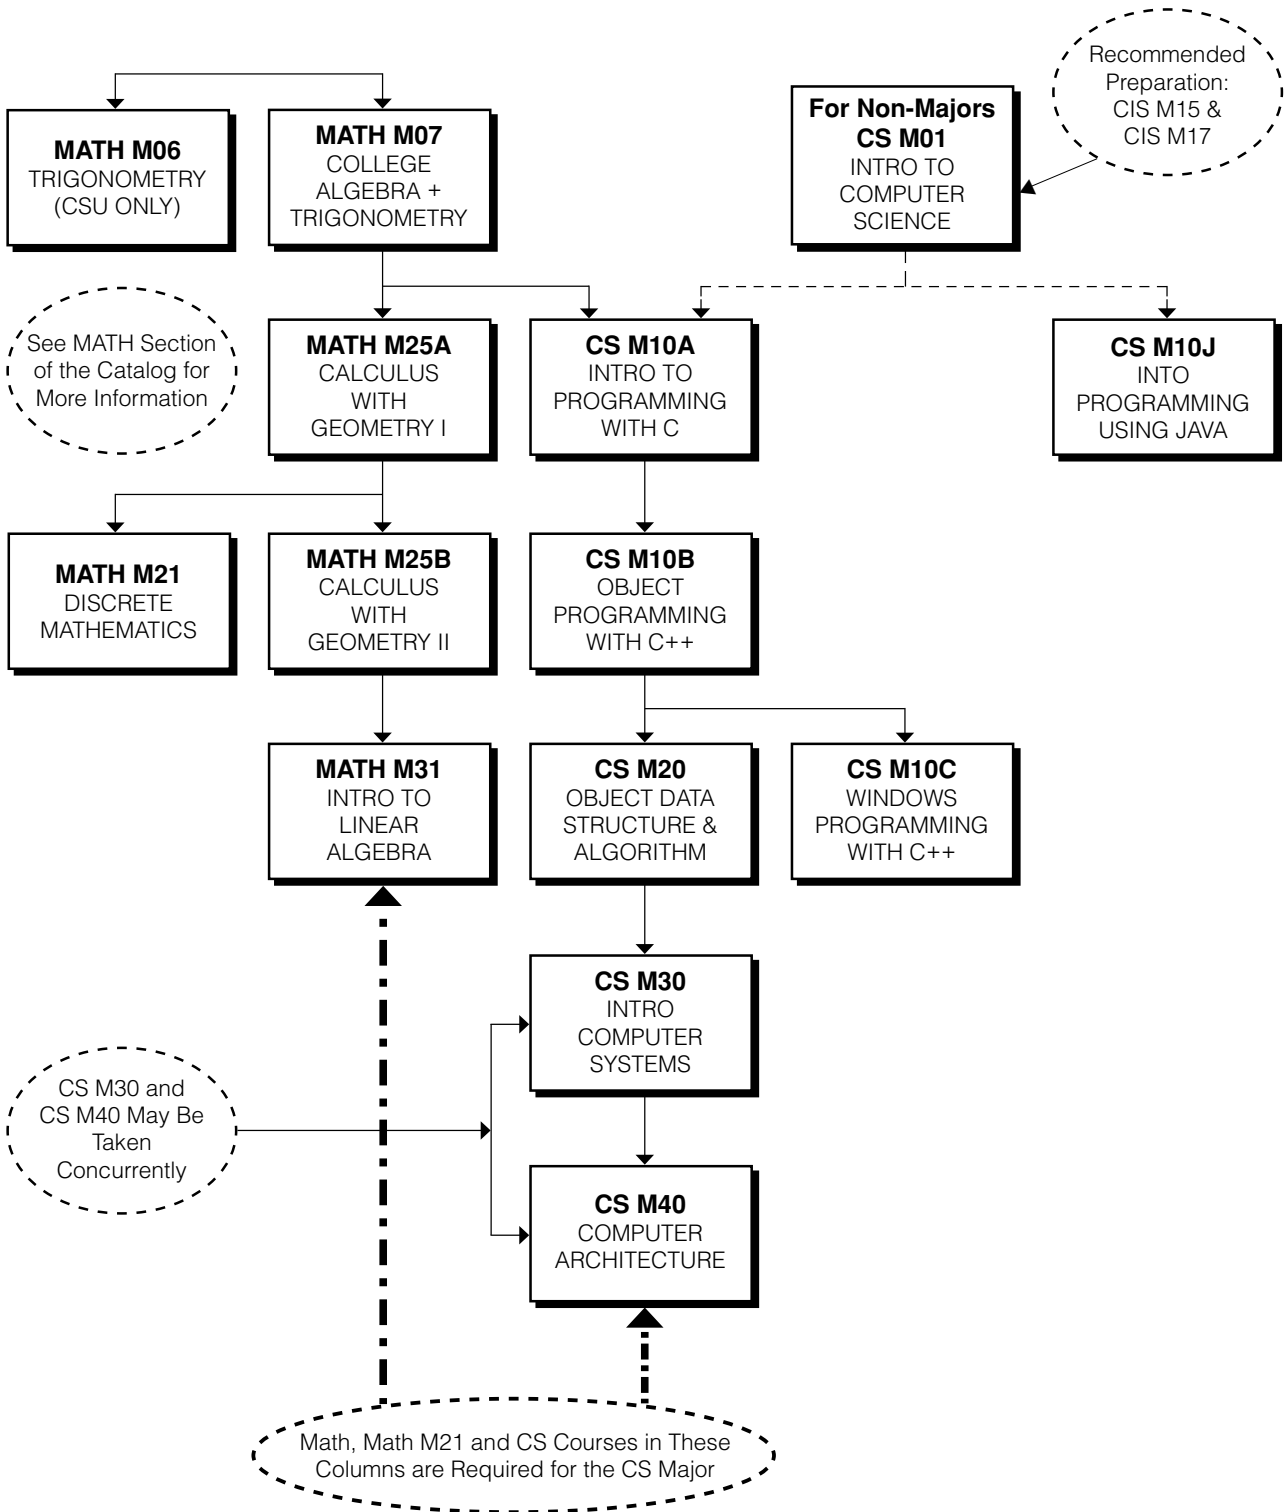 Recommended
Preparation:
CIS M15 &
CIS M17
MATH M06
TRIGONOMETRY
(CSU ONLY)
MATH M07
COLLEGE
ALGEBRA +
TRIGONOMETRY
For Non-Majors
CS M01
INTRO TO
COMPUTER
SCIENCE
See MATH Section
of the Catalog for
More Information
MATH M25A
CALCULUS
WITH
GEOMETRY I
CS M10A
INTRO TO
PROGRAMMING
WITH C
CS M10J
INTO
PROGRAMMING
USING JAVA
MATH M21
DISCRETE
MATHEMATICS
MATH M25B
CALCULUS
WITH
GEOMETRY II
CS M10B
OBJECT
PROGRAMMING
WITH C++
MATH M31
INTRO TO
LINEAR
ALGEBRA
CS M20
OBJECT DATA
STRUCTURE &
ALGORITHM
CS M10C
WINDOWS
PROGRAMMING
WITH C++
CS M30
INTRO
COMPUTER
SYSTEMS
CS M30 and
CS M40 May Be
Taken
Concurrently
CS M40
COMPUTER
ARCHITECTURE
Math, Math M21 and CS Courses in These
Columns are Required for the CS Major